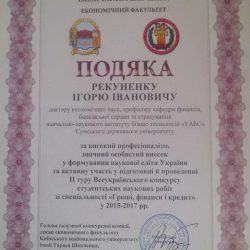 ЕКОНОМІЧНИЙ ФАКУЛЬТЕТ
ПОДЯКА
РЕКУНЕНКУ
ІГОРЮ ІВАНОВИЧУ
доктору економічних наук, професору кафедри фінансів,
банківської справи та страхування
навчально-наукового інституту бізнес-технологій «УАБС»
Сумського державного університету
за високий професіоналізм,
значний особистий внесок
у формування наукової еліти України
та активну участь у підготовці й проведенні
ІІ туру Всеукраїнського конкурсу
студентських наукових робіт
зі спеціальності «Гроші, фінанси і кредит»
у 2015-2017 рр.
Голова галузевої конкурсної комісії,
декан економічного факультету
Київського національного університету
імені Тараса Шевченка,